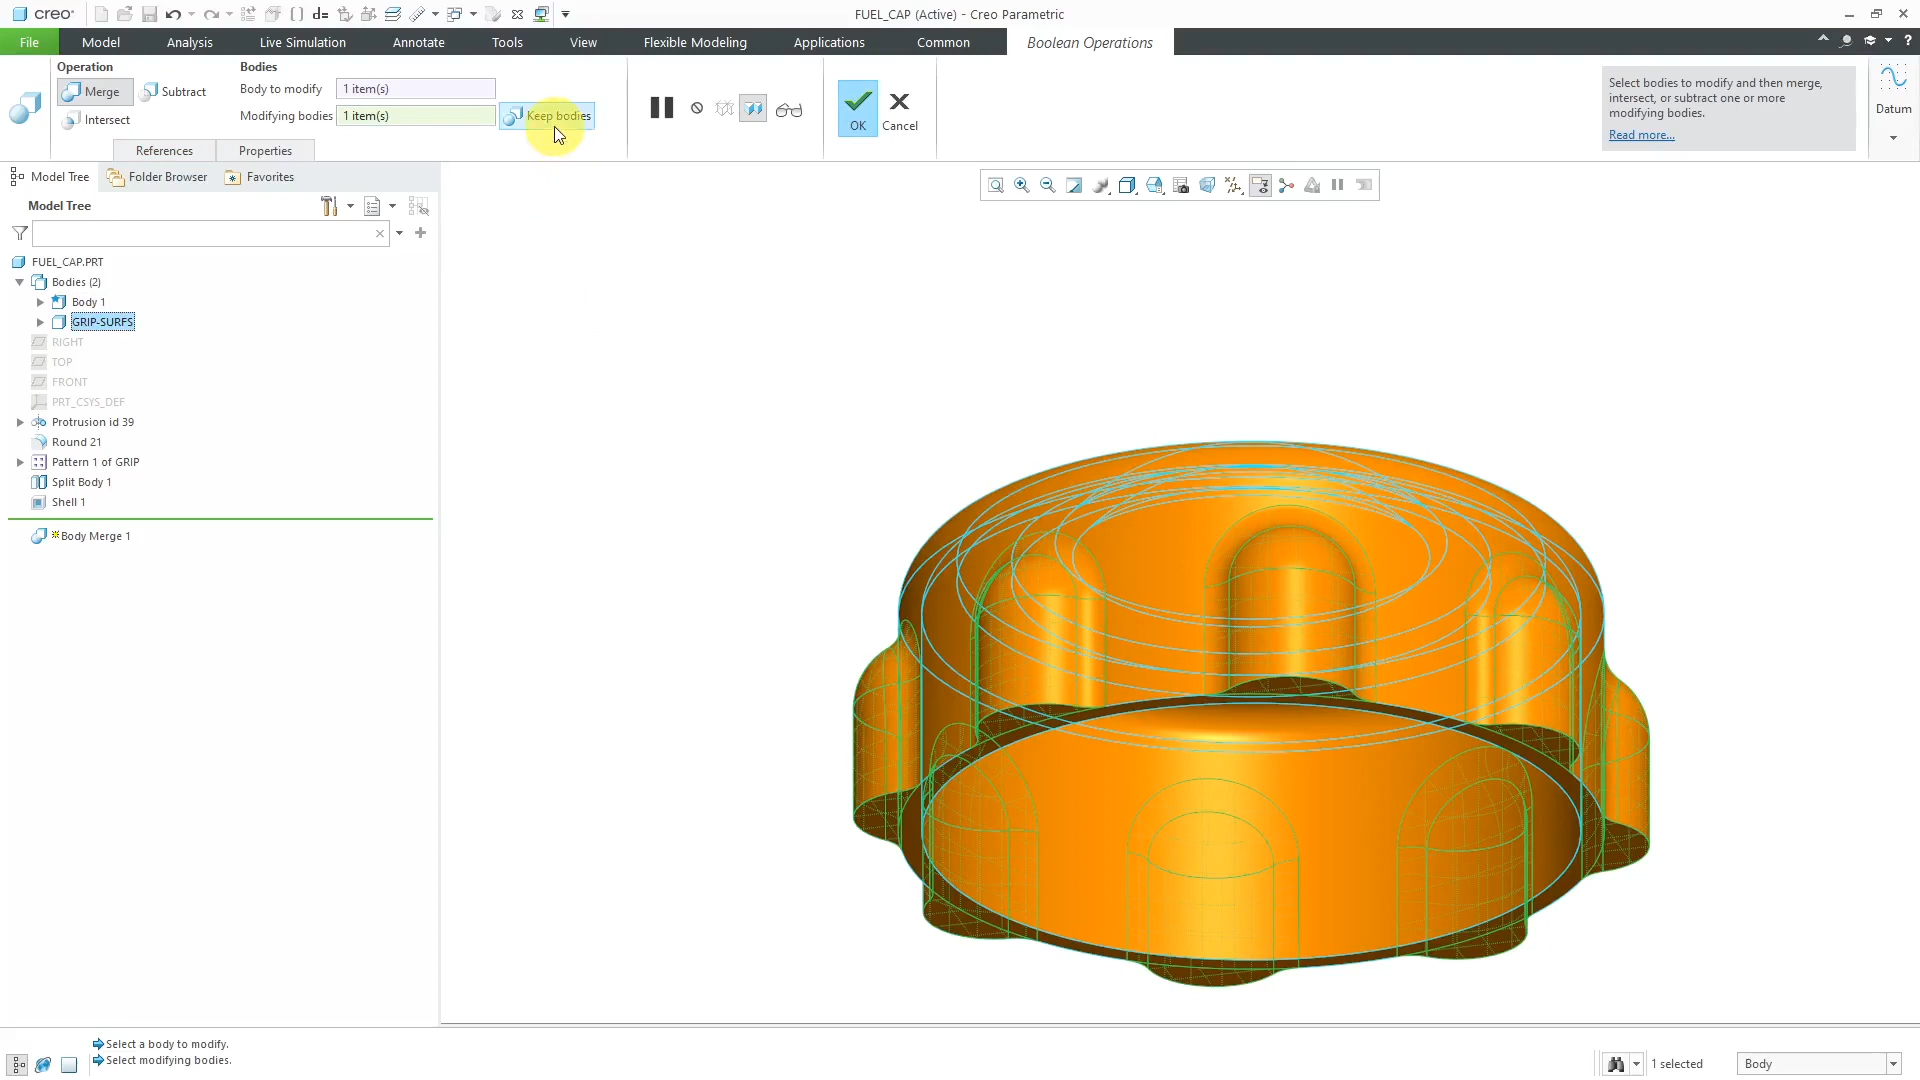 creo
d=
FUEL_CAP (Active) - Creo Parametric
File
Model
Analysis
Live Simulation
Annotate
Tools
View
Flexible Modeling
Applications
Common
Boolean Operations
?
Operation
Merge
Subtract
Intersect
Bodies
Body to modify
1 item(s)
Modifying bodies
1 item(s)
Keep bodies
OK
Cancel
Select bodies to modify and then merge,
intersect, or subtract one or more
modifying bodies.
Read more...
Datum
References
Properties
Model Tree
Folder Browser
Favorites
Model Tree
FUEL_CAP.PRT
Bodies (2)
Body 1
GRIP-SURFS
RIGHT
TOP
FRONT
PRT_CSYS_DEF
Protrusion id 39
Round 21
Pattern 1 of GRIP
Split Body 1
Shell 1
Body Merge 1
Select a body to modify.
Select modifying bodies.
1 selected
Body